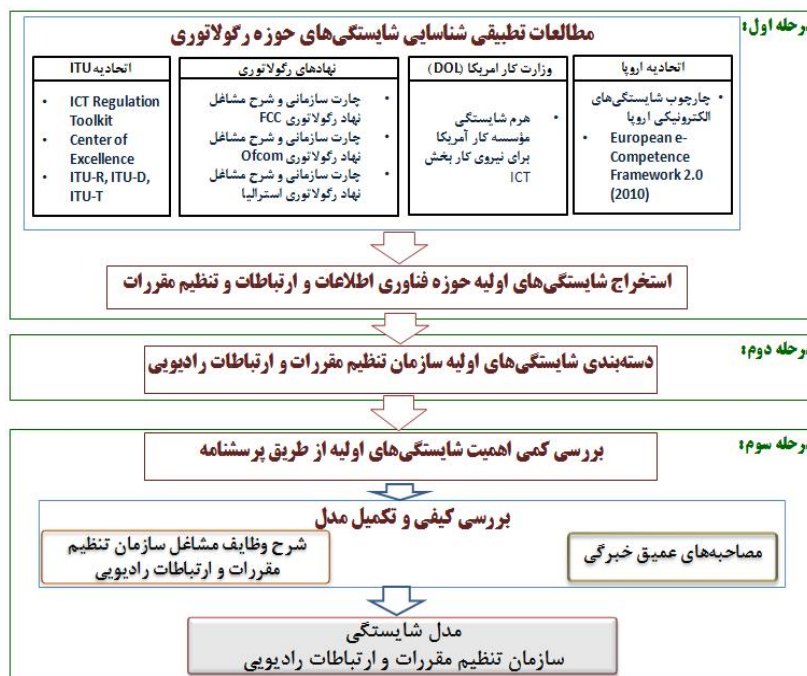 مرحله اول:
مطالعات تطبیقی شناسایی شایستگی‌های حوزه رگولاتوری
اتحادیه اروپا
• چارچوب شایستگی‌های
الکترونیکی اروپا
• European e-
Competence
Framework 2.0
(2010)
وزارت کار امریکا (DOL)
• هرم شایستگی
مؤسسه کار آمریکا
برای نیروی کار بخش
ICT
نهادهای رگولاتوری
• چارت سازمانی و شرح مشاغل
نهاد رگولاتوری FCC
• چارت سازمانی و شرح مشاغل
نهاد رگولاتوری Ofcom
• چارت سازمانی و شرح مشاغل
نهاد رگولاتوری استرالیا
اتحادیه ITU
• ICT Regulation
Toolkit
• Center of
Excellence
• ITU-R, ITU-D,
ITU-T
استخراج شایستگی‌های اولیه حوزه فناوری اطلاعات و ارتباطات و تنظیم مقررات
مرحله دوم:
دسته‌بندی شایستگی‌های اولیه سازمان تنظیم مقررات و ارتباطات رادیویی
مرحله سوم:
بررسی کمی اهمیت شایستگی‌های اولیه از طریق پرسشنامه
بررسی کیفی و تکمیل مدل
مصاحبه‌های عمیق خبرگی
شرح وظایف مشاغل سازمان تنظیم
مقررات و ارتباطات رادیویی
مدل شایستگی
سازمان تنظیم مقررات و ارتباطات رادیویی